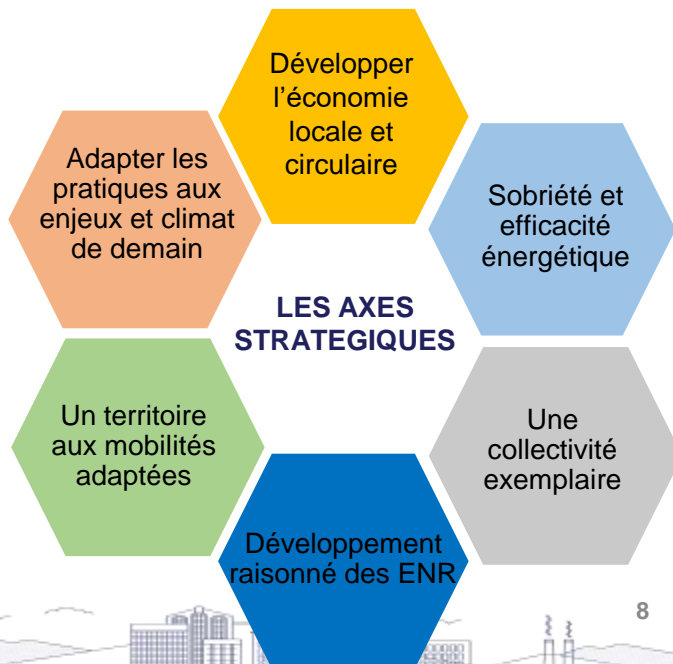 Développer
l'économie
locale et
circulaire
Sobriété et
efficacité
énergétique
Une
collectivité
exemplaire
Développement
raisonné des ENR
Un territoire
aux mobilités
adaptées
Adapter les
pratiques aux
enjeux et climat
de demain
LES AXES
STRATEGIQUES
8